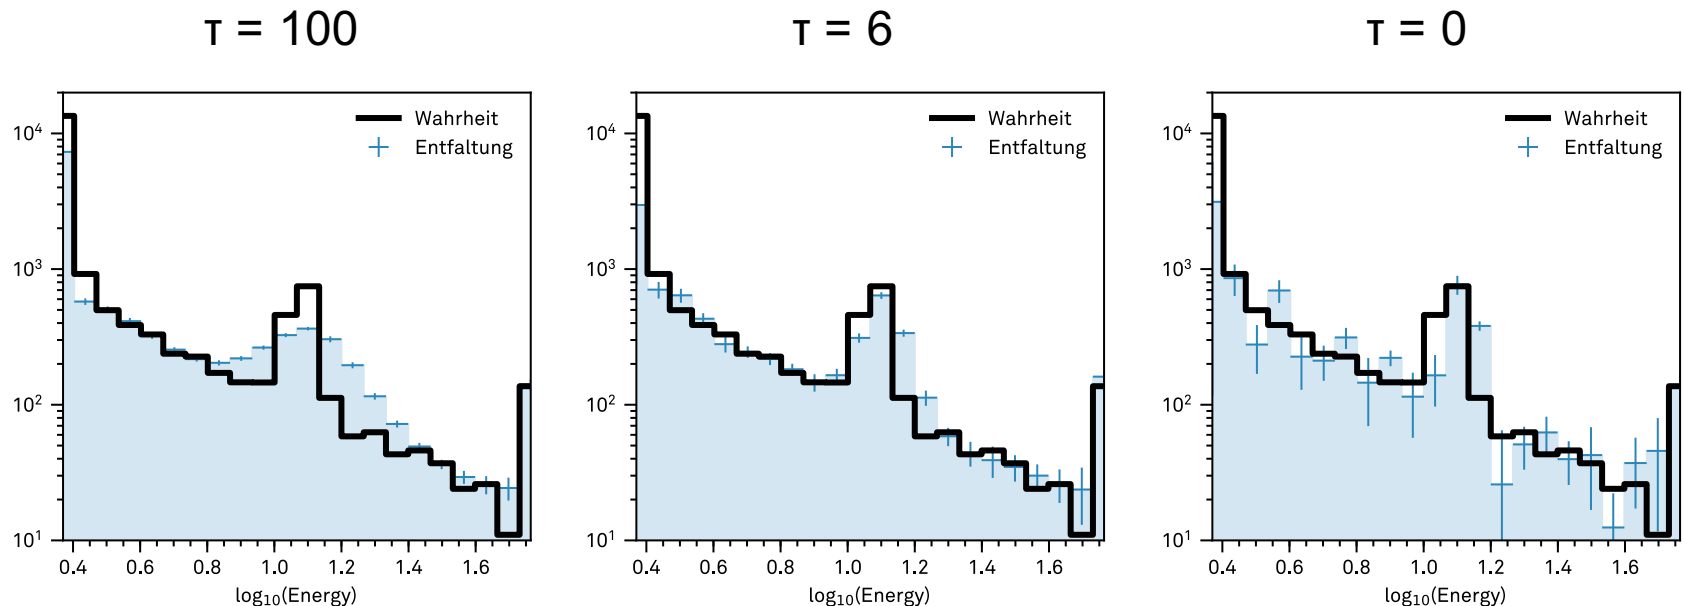 τ = 100
τ = 6
τ = 0
Wahrheit
Entfaltung
10⁴
10³
10²
10¹
0.4 0.6 0.8 1.0 1.2 1.4 1.6
log₁₀(Energy)
Wahrheit
Entfaltung
10⁴
10³
10²
10¹
0.4 0.6 0.8 1.0 1.2 1.4 1.6
log₁₀(Energy)
Wahrheit
Entfaltung
10⁴
10³
10²
10¹
0.4 0.6 0.8 1.0 1.2 1.4 1.6
log₁₀(Energy)